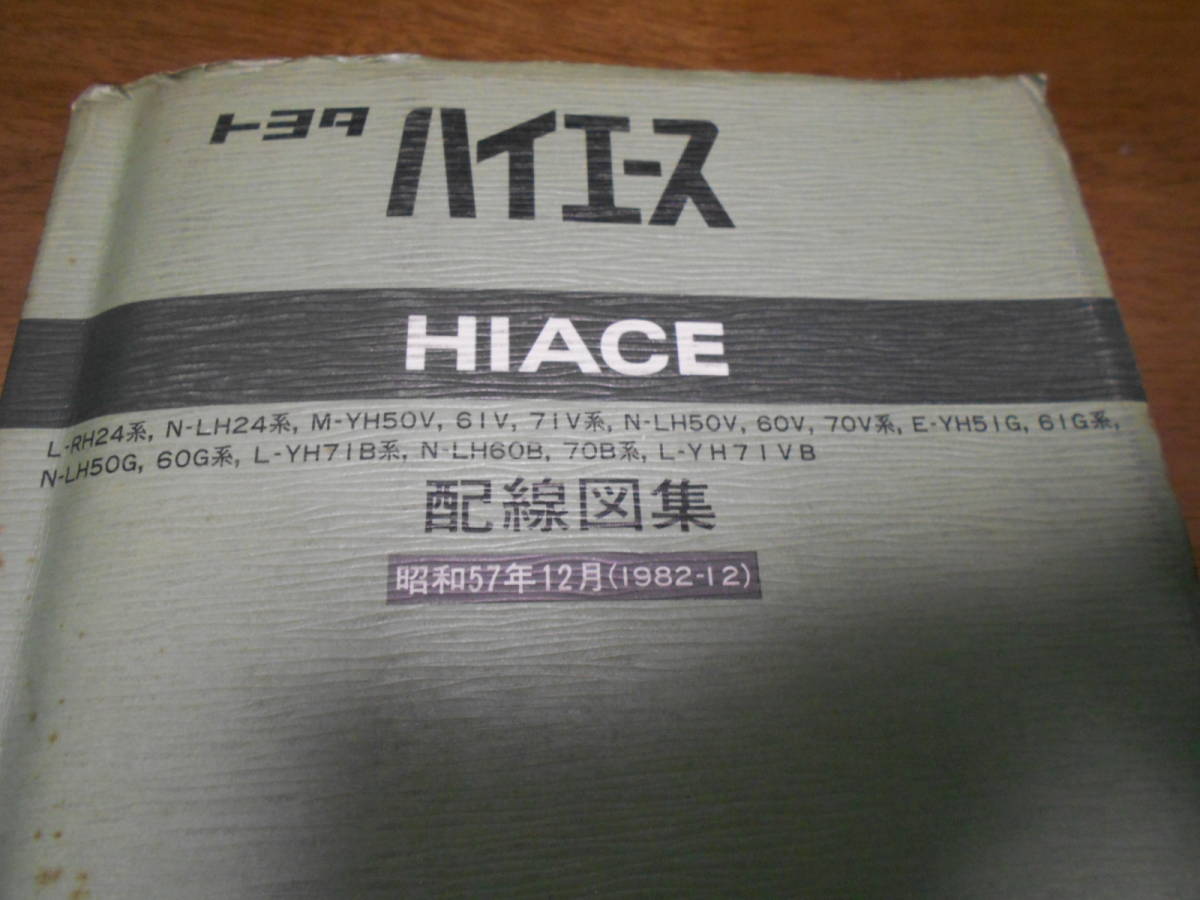 トヨタ ハイエース
HIACE
L-RH24系, N-LH24系, M-YH50V, 61V, 71V系, N-LH50V, 60V, 70V系, E-YH51G, 61G系,
N-LH50G, 60G系, L-YH71B系, N-LH60B, 70B系, L-YH71VB
配線図集
昭和57年12月(1982-12)